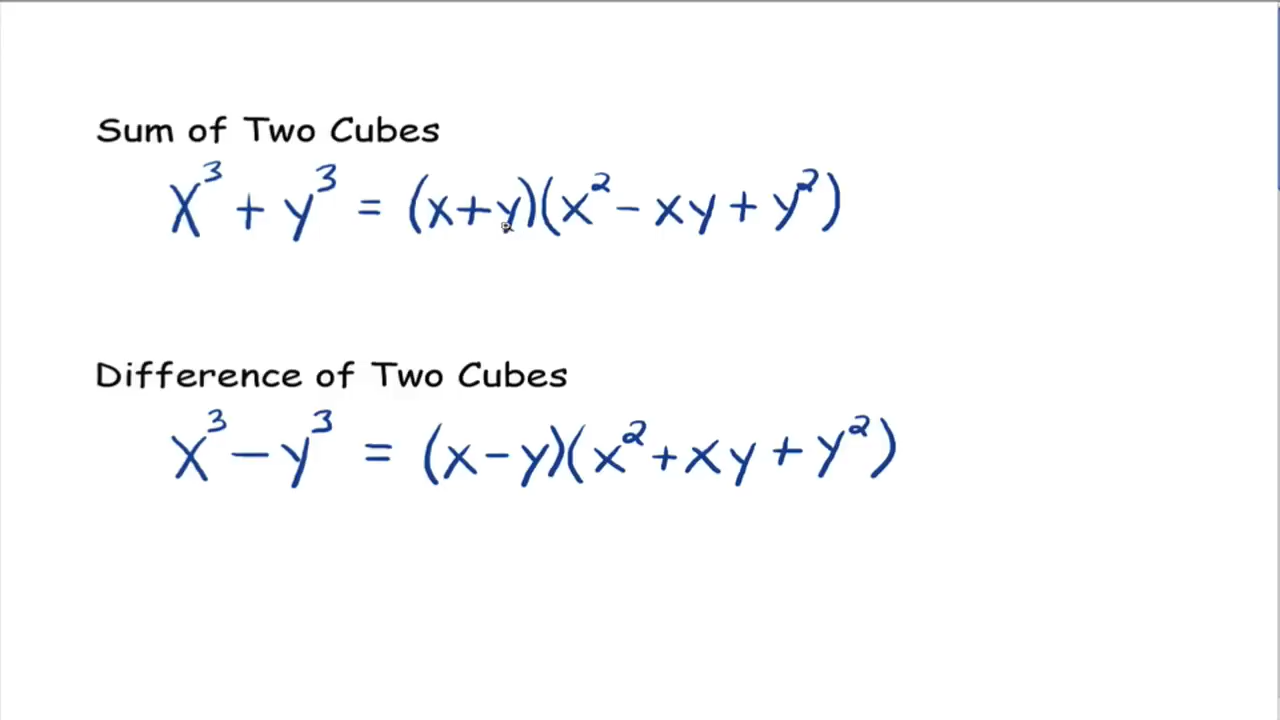 Sum of Two Cubes
x³ + y³ = (x+y)(x² - xy + y²)
Difference of Two Cubes
x³ - y³ = (x-y)(x² + xy + y²)